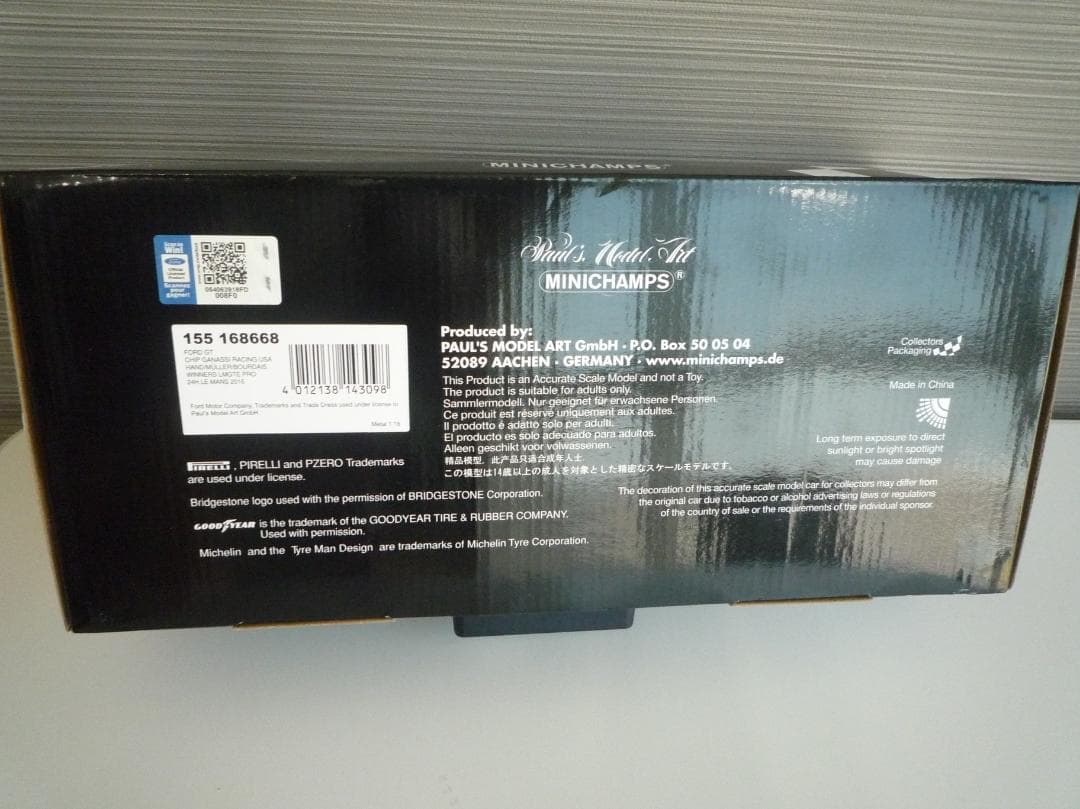 MINICHAMPS
Scan to
Win!
Ford
Official
Licensed
Product
Scannez
pour
gagner!
008F0
155 168668
FORD GT
CHIP GANASSI RACING USA
HAND/MÜLLER/BOURDAIS
WINNERS LMGTE PRO
24H LE MANS 2016
4 012138 143098
Ford Motor Company, Trademarks and Trade Dress used under license to
Paul's Model Art GmbH
Metal 1:18
Paul's Model Art
MINICHAMPS®
Produced by:
PAUL'S MODEL ART GmbH · P.O. Box 50 05 04
52089 AACHEN · GERMANY · www.minichamps.de
This Product is an Accurate Scale Model and not a Toy.
The product is suitable for adults only.
Sammlermodell. Nur geeignet für erwachsene Personen.
Ce produit est réservé uniquement aux adultes.
Il prodotto é adatto solo per adulti.
El producto es solo adecuado para adultos.
Alleen geschikt voor volwassenen.
精品模型，此产品只适合成年人士.
この模型は14歳以上の成人を対象とした精密なスケールモデルです。
Collectors
Packaging
Made in China
Long term exposure to direct
sunlight or bright spotlight
may cause damage
The decoration of this accurate scale model car for collectors may differ from
the original car due to tobacco or alcohol advertising laws or regulations
of the country of sale or the requirements of the individual sponsor.
PIRELLI, PIRELLI and PZERO Trademarks
are used under license.
Bridgestone logo used with the permission of BRIDGESTONE Corporation.
GOODYEAR is the trademark of the GOODYEAR TIRE & RUBBER COMPANY.
Used with permission.
Michelin and the Tyre Man Design are trademarks of Michelin Tyre Corporation.